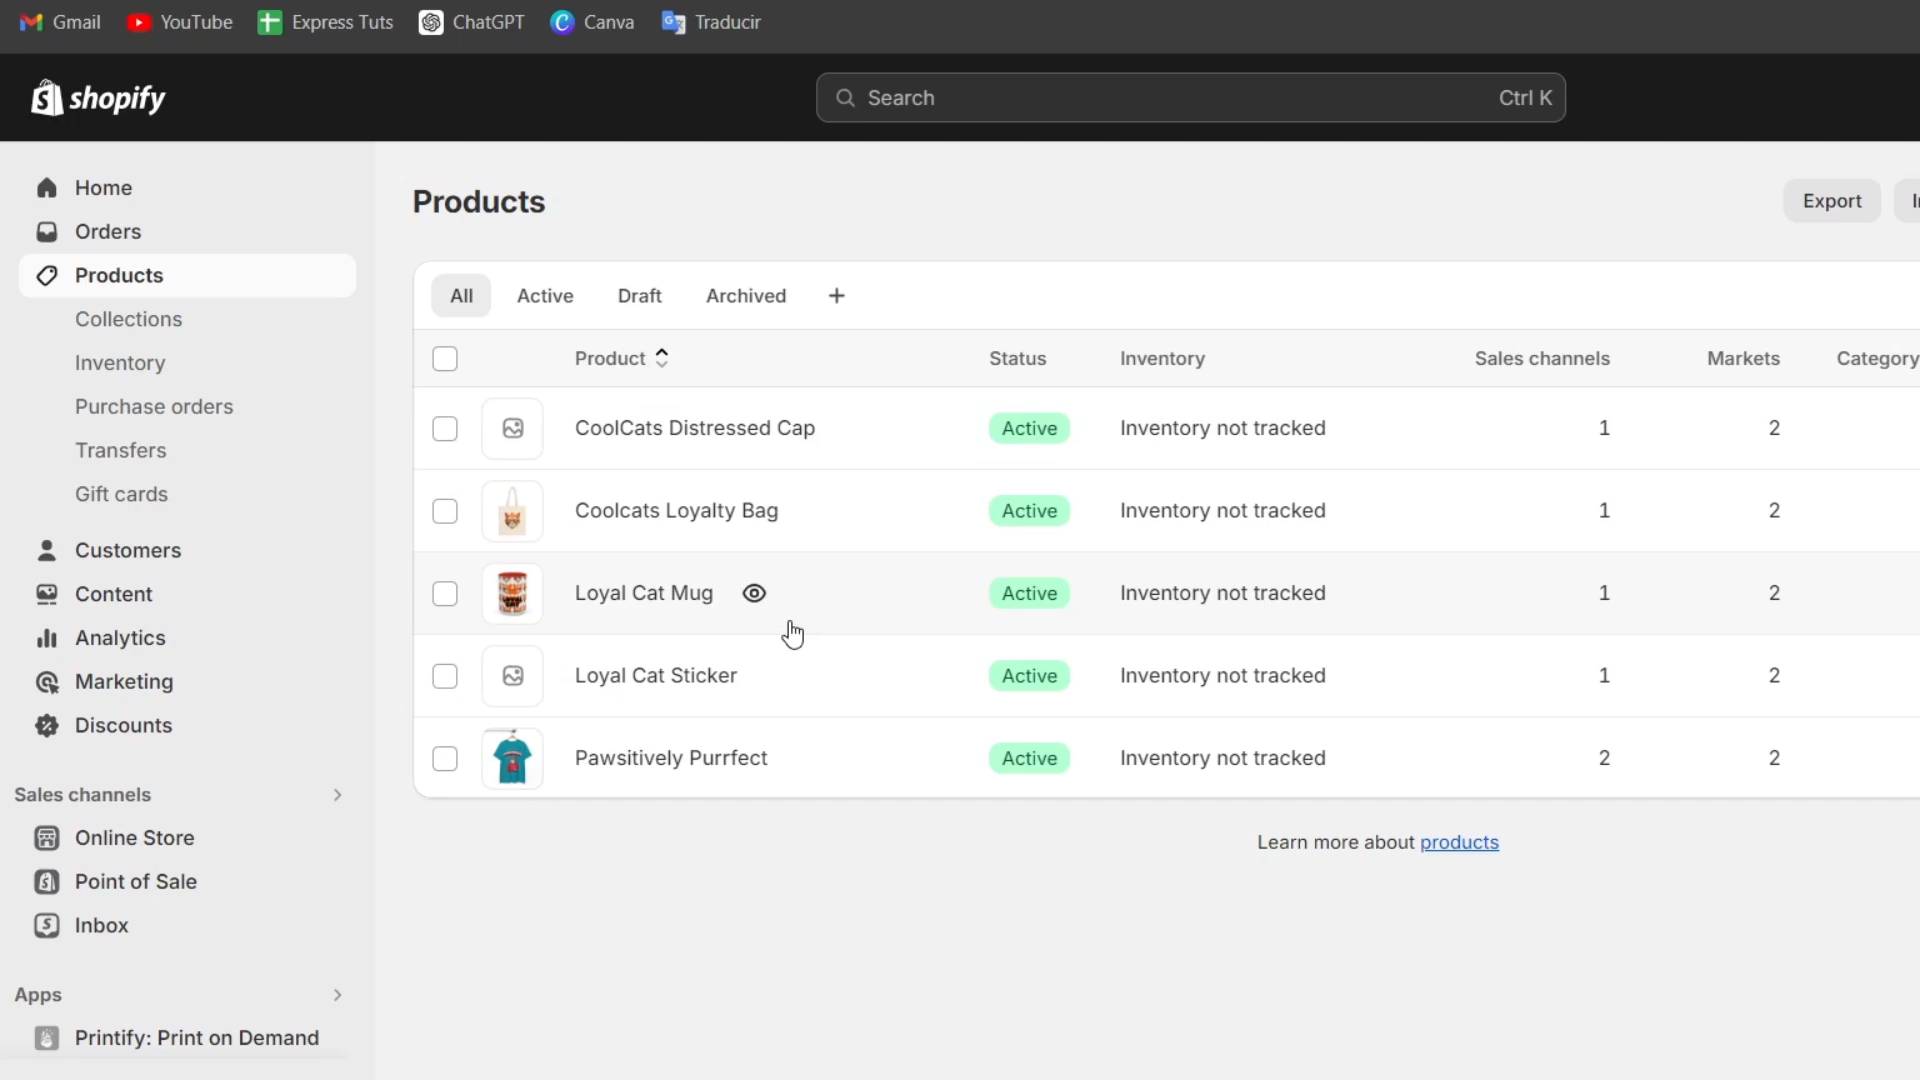 Gmail YouTube Express Tuts ChatGPT Canva Traducir
shopify Search Ctrl K
Home
Orders
Products
Collections
Inventory
Purchase orders
Transfers
Gift cards
Customers
Content
Analytics
Marketing
Discounts
Sales channels
Online Store
Point of Sale
Inbox
Apps
Printify: Print on Demand
Products Export
All Active Draft Archived
Product Status Inventory Sales channels Markets Category
CoolCats Distressed Cap Active Inventory not tracked 1 2
Coolcats Loyalty Bag Active Inventory not tracked 1 2
Loyal Cat Mug Active Inventory not tracked 1 2
Loyal Cat Sticker Active Inventory not tracked 1 2
Pawsitively Purrfect Active Inventory not tracked 2 2
Learn more about products